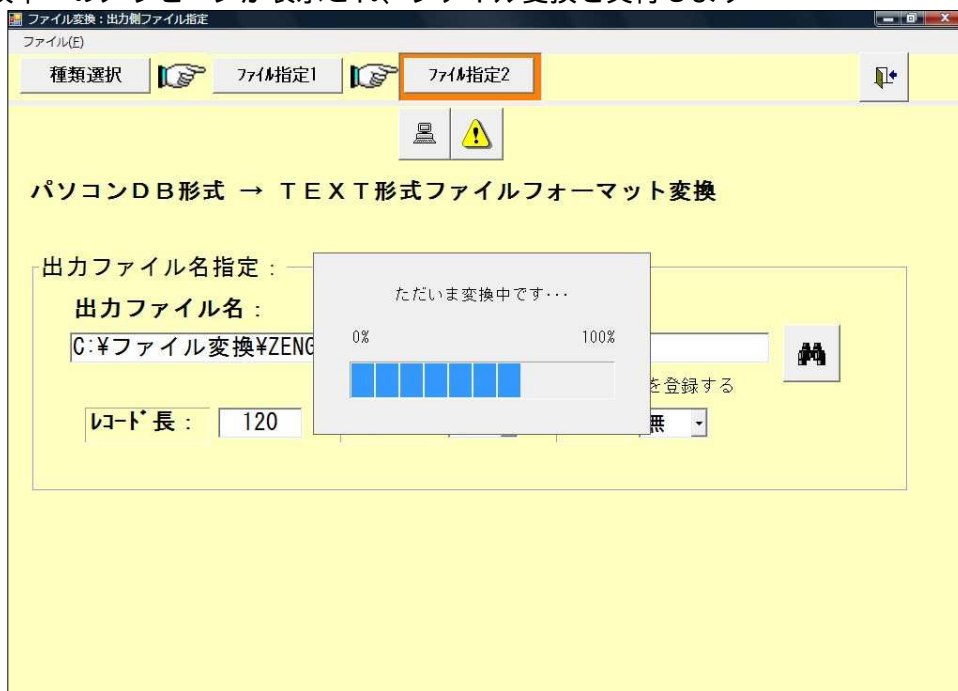 ファイル変換：出力側ファイル指定
ファイル(F)
種類選択 ﾌｧｲﾙ指定1 ﾌｧｲﾙ指定2
パソコンＤＢ形式 → ＴＥＸＴ形式ファイルフォーマット変換
出力ファイル名指定：
ただいま変換中です･･･
出力ファイル名：
0% 100%
C:¥ファイル変換¥ZENG
を登録する
ﾚｺｰﾄﾞ長： 120 無